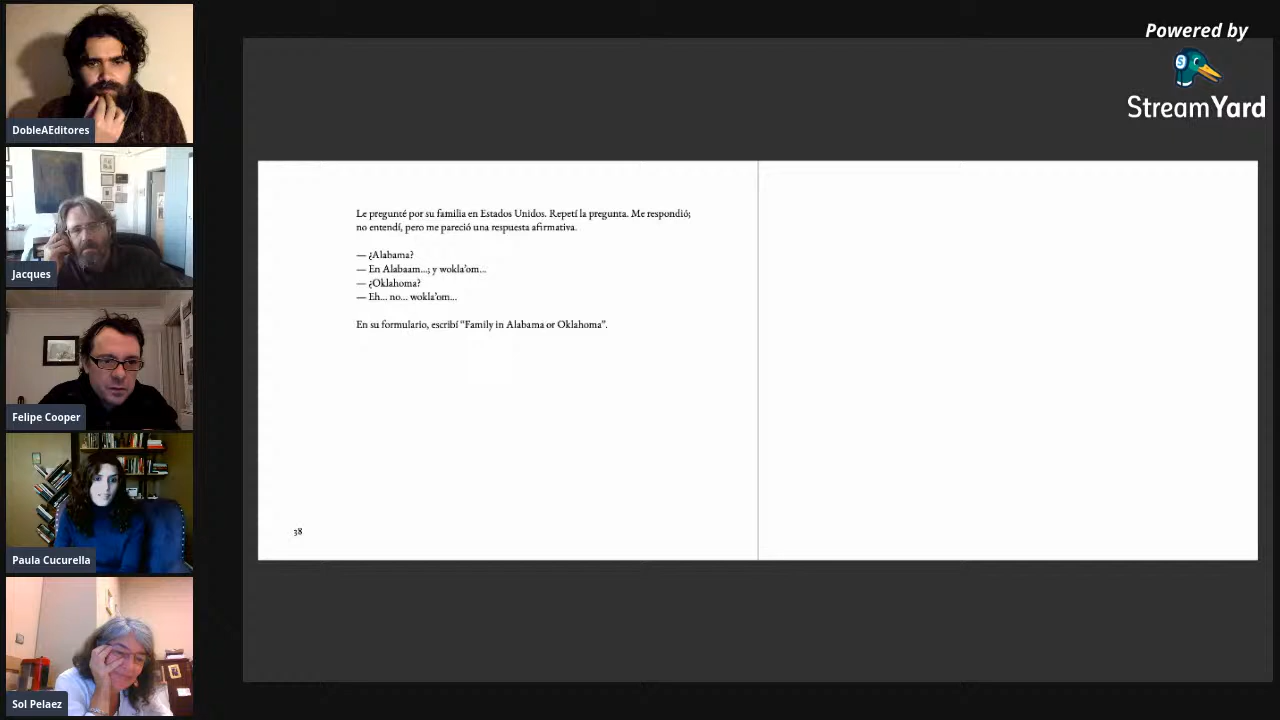 Powered by
StreamYard
DobleAEditores
Jacques
Felipe Cooper
Paula Cucurella
Sol Pelaez
Le pregunté por su familia en Estados Unidos. Repetí la pregunta. Me respondió;
no entendí, pero me pareció una respuesta afirmativa.
— ¿Alabama?
— En Alabaam...; y wokla’om...
— ¿Oklahoma?
— Eh... no... wokla’om...
En su formulario, escribí “Family in Alabama or Oklahoma”.
38